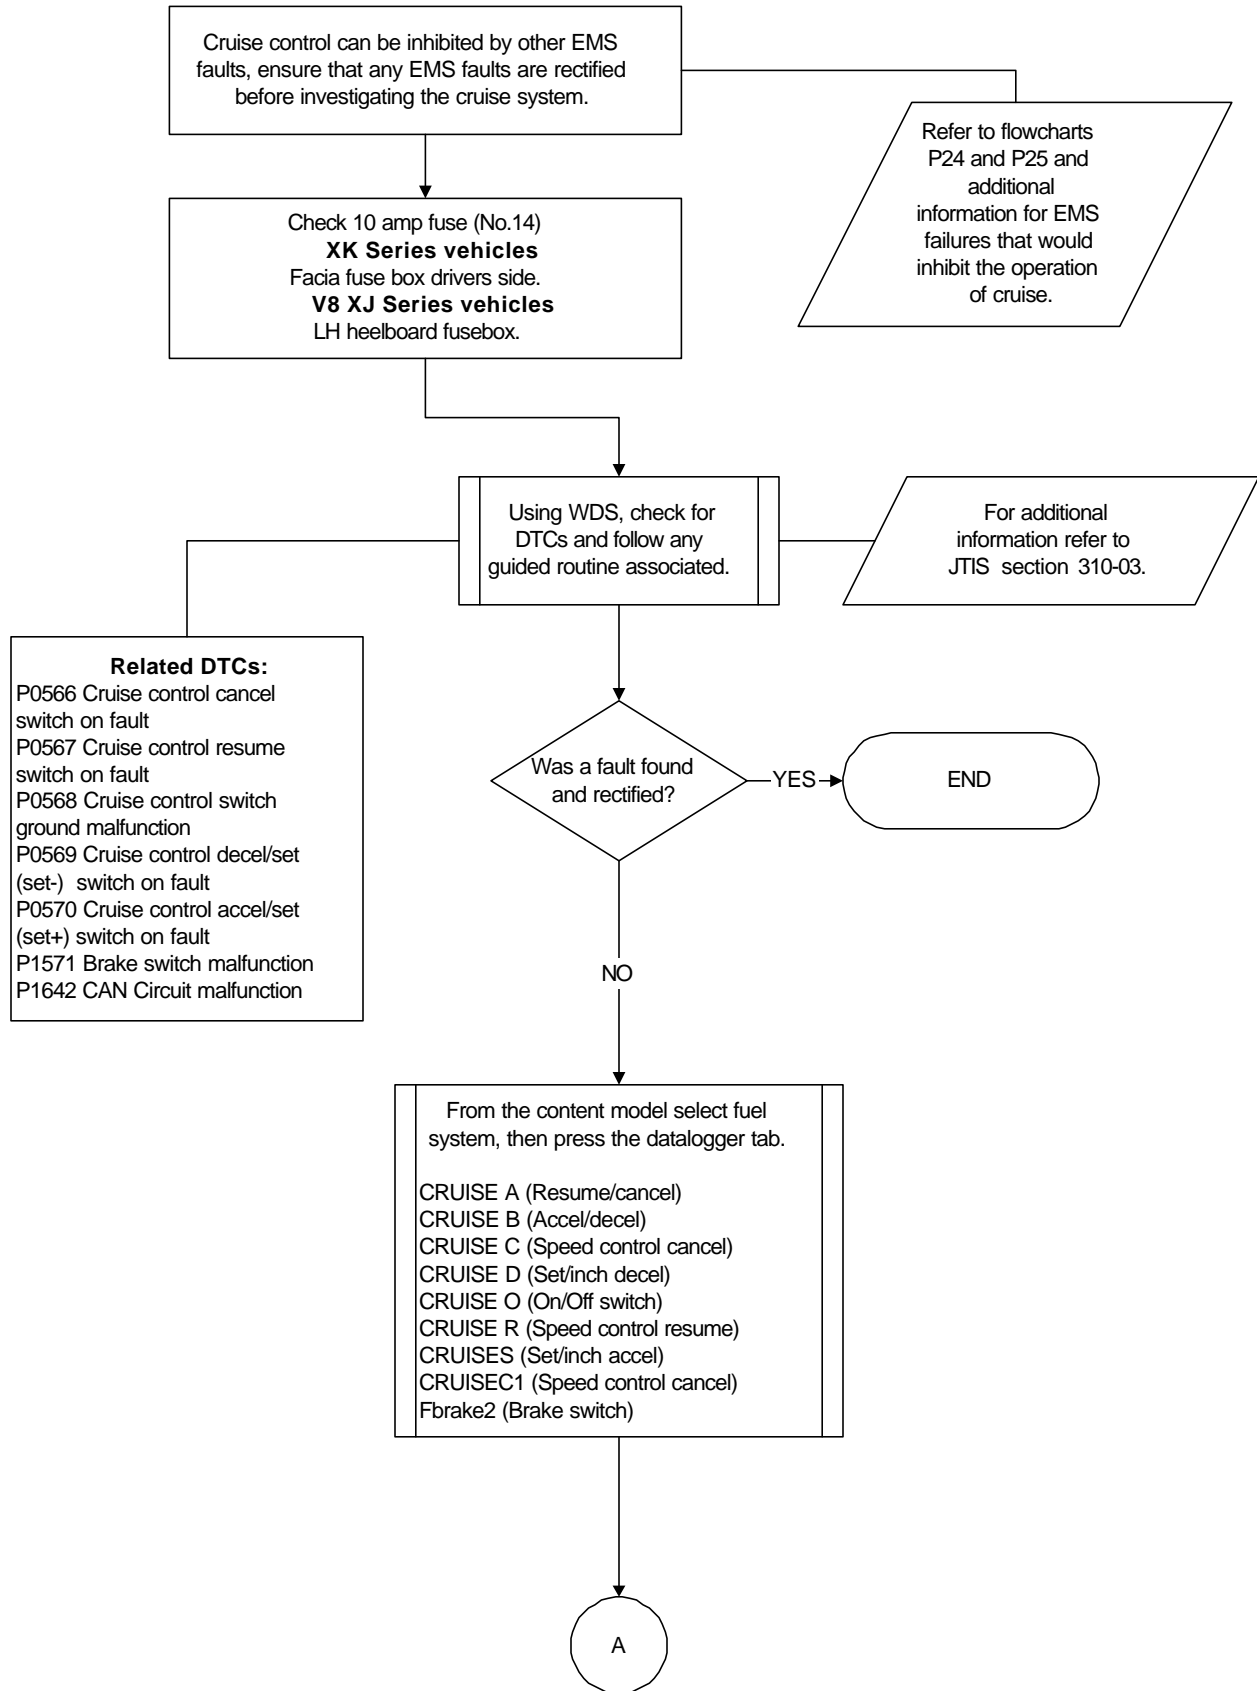 Cruise control can be inhibited by other EMS
faults, ensure that any EMS faults are rectified
before investigating the cruise system.
Refer to flowcharts
P24 and P25 and
additional
information for EMS
failures that would
inhibit the operation
of cruise.
Check 10 amp fuse (No.14)
XK Series vehicles
Facia fuse box drivers side.
V8 XJ Series vehicles
LH heelboard fusebox.
Using WDS, check for
DTCs and follow any
guided routine associated.
For additional
information refer to
JTIS section 310-03.
Related DTCs:
P0566 Cruise control cancel
switch on fault
P0567 Cruise control resume
switch on fault
P0568 Cruise control switch
ground malfunction
P0569 Cruise control decel/set
(set-) switch on fault
P0570 Cruise control accel/set
(set+) switch on fault
P1571 Brake switch malfunction
P1642 CAN Circuit malfunction
Was a fault found
and rectified?
YES
END
NO
From the content model select fuel
system, then press the datalogger tab.
CRUISE A (Resume/cancel)
CRUISE B (Accel/decel)
CRUISE C (Speed control cancel)
CRUISE D (Set/inch decel)
CRUISE O (On/Off switch)
CRUISE R (Speed control resume)
CRUISES (Set/inch accel)
CRUISEC1 (Speed control cancel)
Fbrake2 (Brake switch)
A